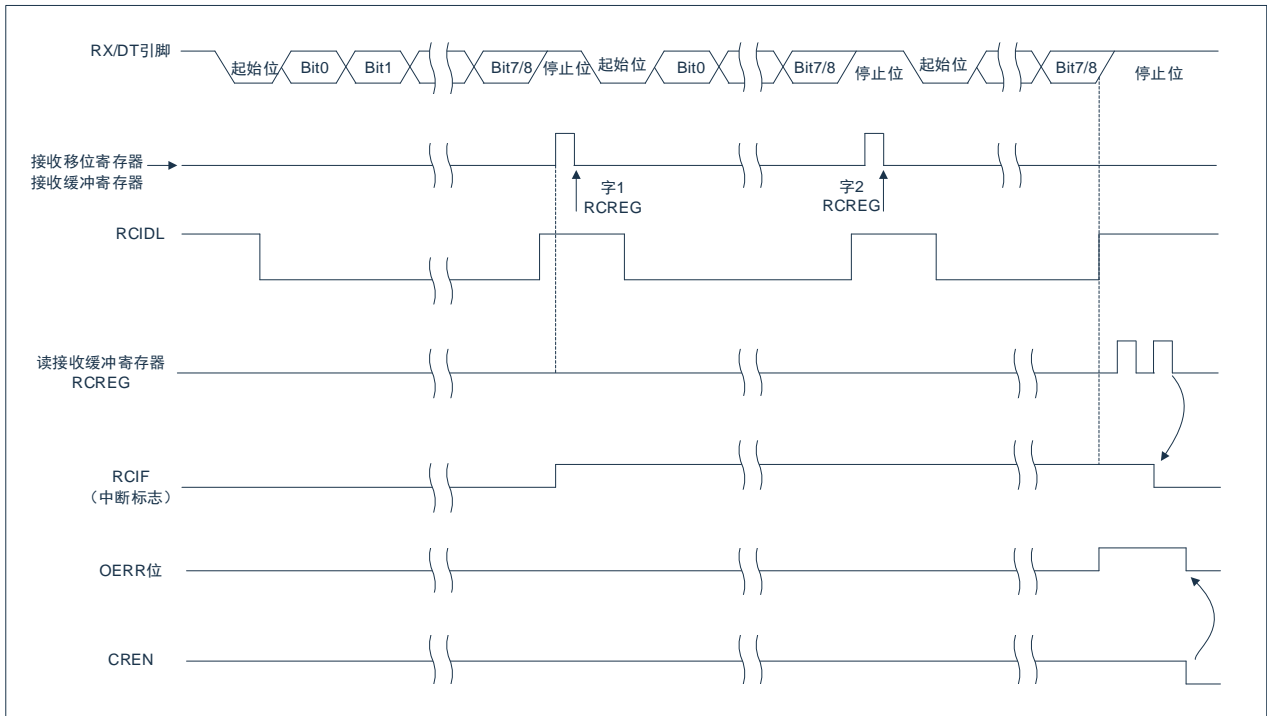 RX/DT引脚
起始位 Bit0 Bit1 Bit7/8 停止位 起始位 Bit0 Bit7/8 停止位 起始位 Bit7/8 停止位
接收移位寄存器
接收缓冲寄存器
字1
RCREG
字2
RCREG
RCIDL
读接收缓冲寄存器
RCREG
RCIF
（中断标志）
OERR位
CREN